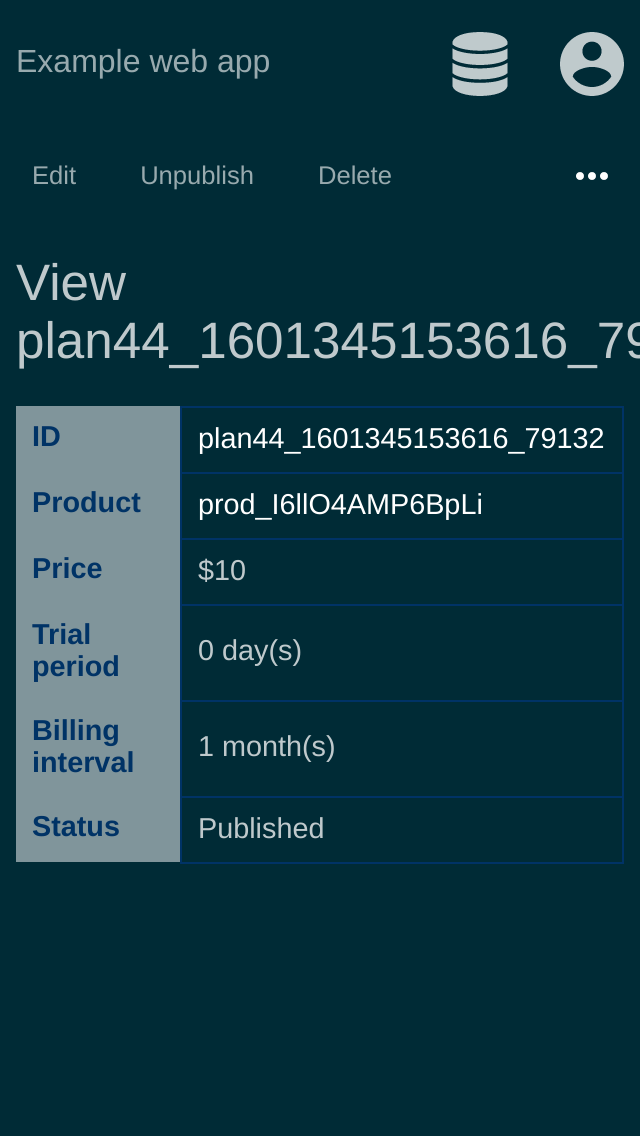 Example web app
Edit Unpublish Delete
View
plan44_1601345153616_79
ID plan44_1601345153616_79132
Product prod_I6llO4AMP6BpLi
Price $10
Trial
period 0 day(s)
Billing
interval 1 month(s)
Status Published